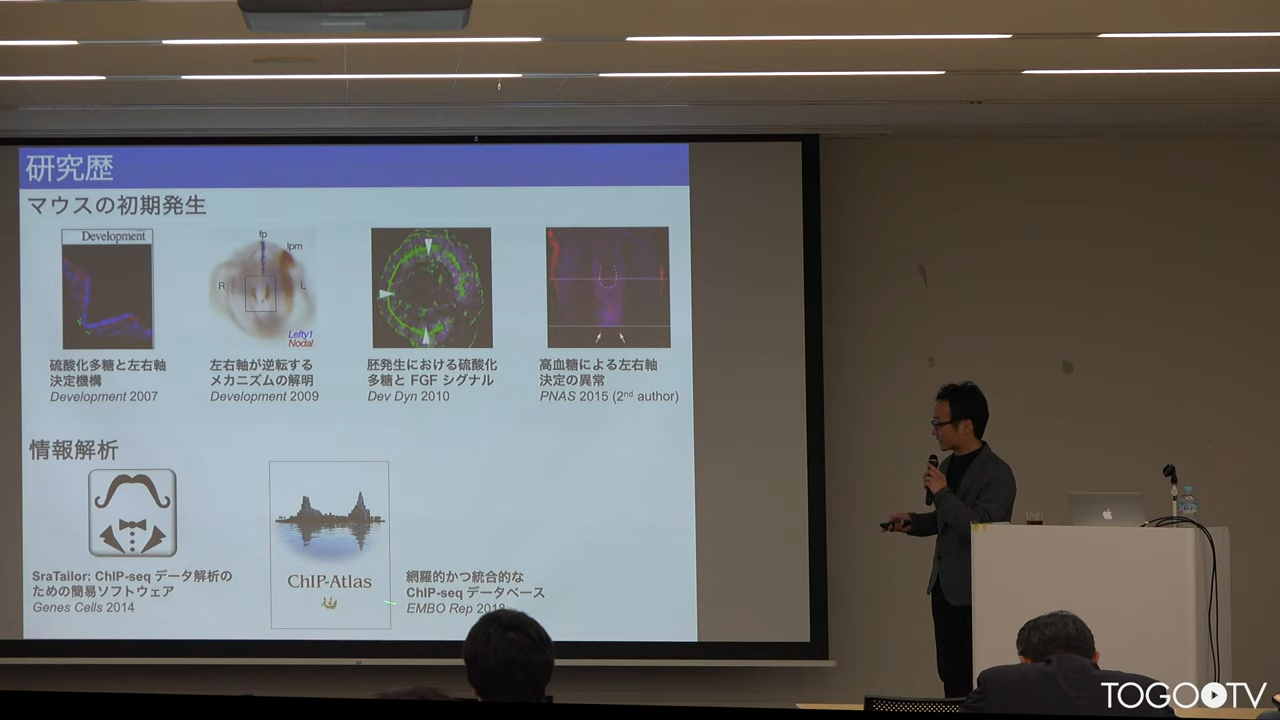 研究歴
マウスの初期発生
Development
fp
lpm
R
L
Lefty1
Nodal
硫酸化多糖と左右軸
決定機構
Development 2007
左右軸が逆転する
メカニズムの解明
Development 2009
胚発生における硫酸化
多糖と FGF シグナル
Dev Dyn 2010
高血糖による左右軸
決定の異常
PNAS 2015 (2nd author)
情報解析
SraTailor: ChIP-seq データ解析の
ための簡易ソフトウェア
Genes Cells 2014
ChIP-Atlas
網羅的かつ統合的な
ChIP-seq データベース
EMBO Rep 2018
TOGO TV